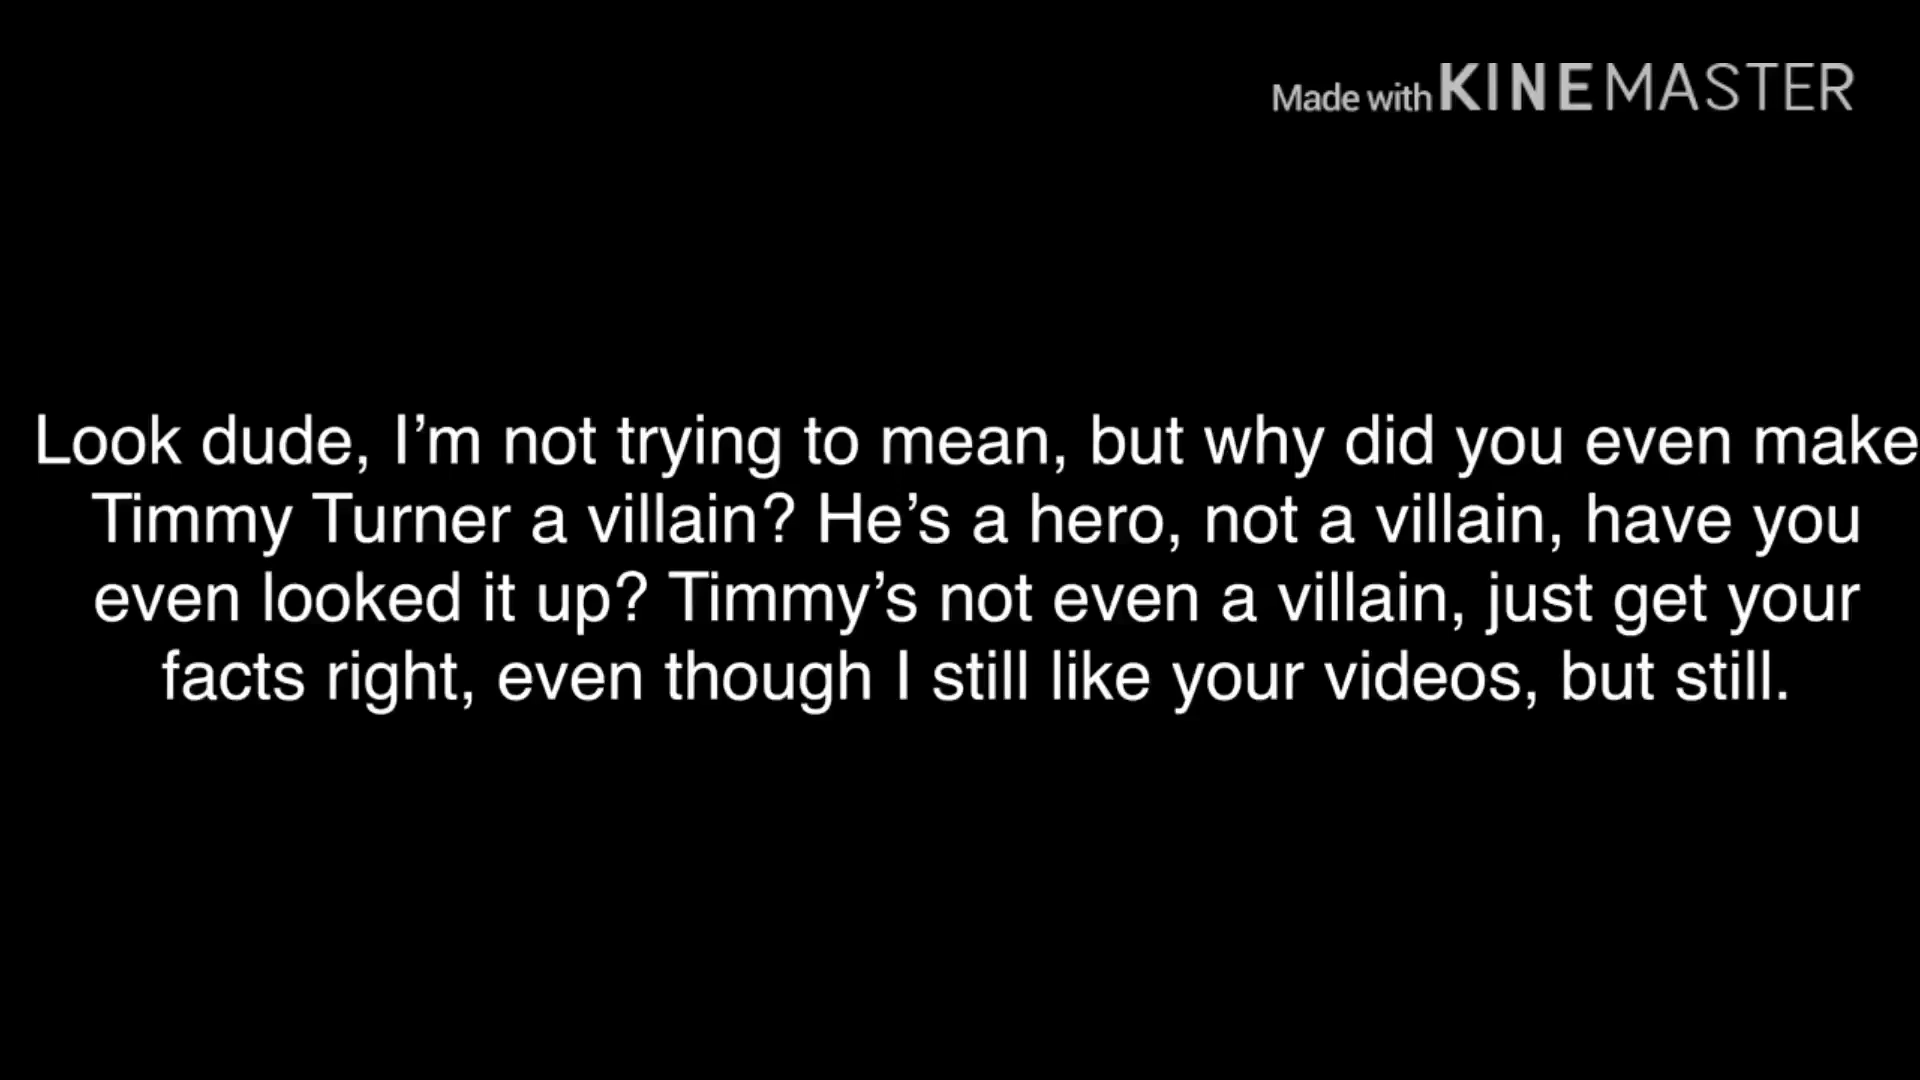 Made with KINEMASTER
Look dude, I’m not trying to mean, but why did you even make
Timmy Turner a villain? He’s a hero, not a villain, have you
even looked it up? Timmy’s not even a villain, just get your
facts right, even though I still like your videos, but still.